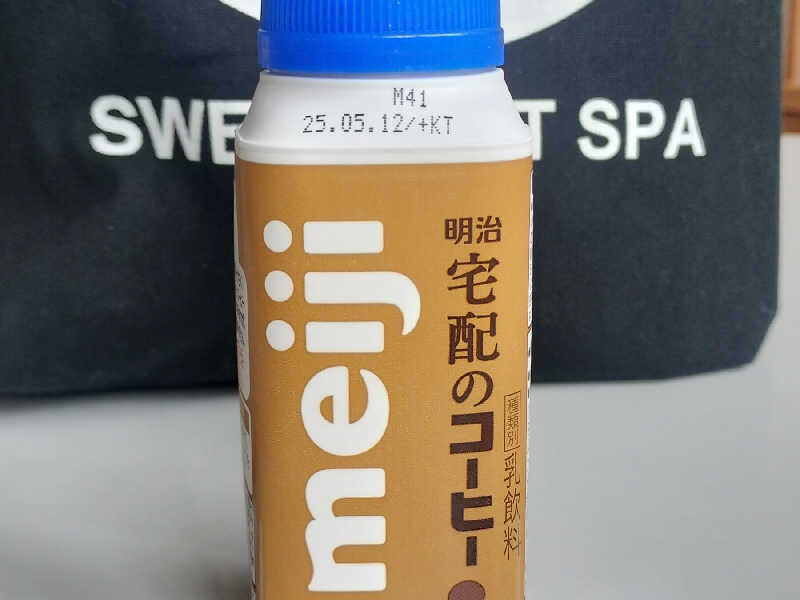 SWE T SPA
M41
25.05.12/+KT
meiji
明治
宅配のコーヒー
種類別
乳飲料